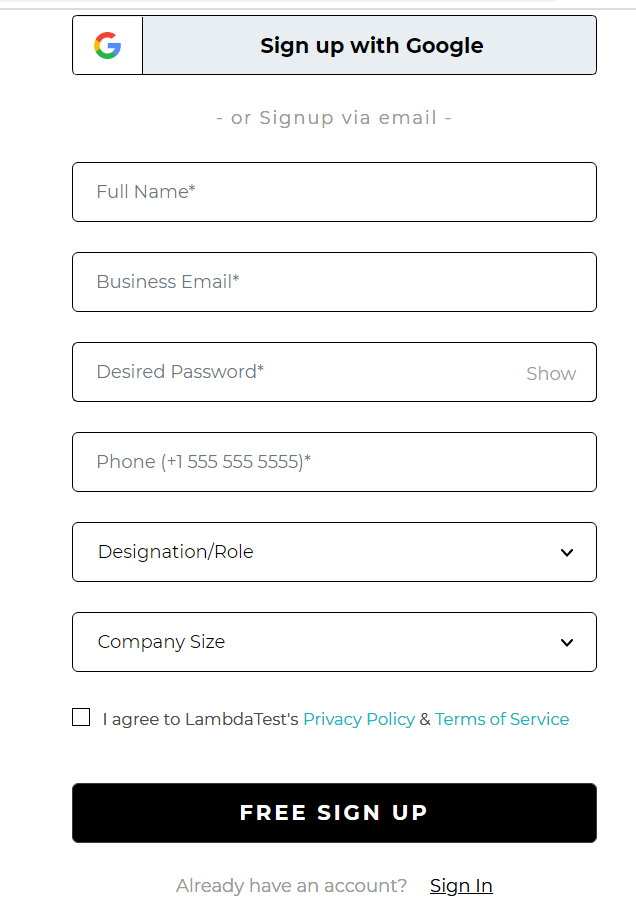 Sign up with Google
- or Signup via email -
Full Name*
Business Email*
Desired Password* Show
Phone (+1 555 555 5555)*
Designation/Role
Company Size
I agree to LambdaTest's Privacy Policy & Terms of Service
FREE SIGN UP
Already have an account? Sign In